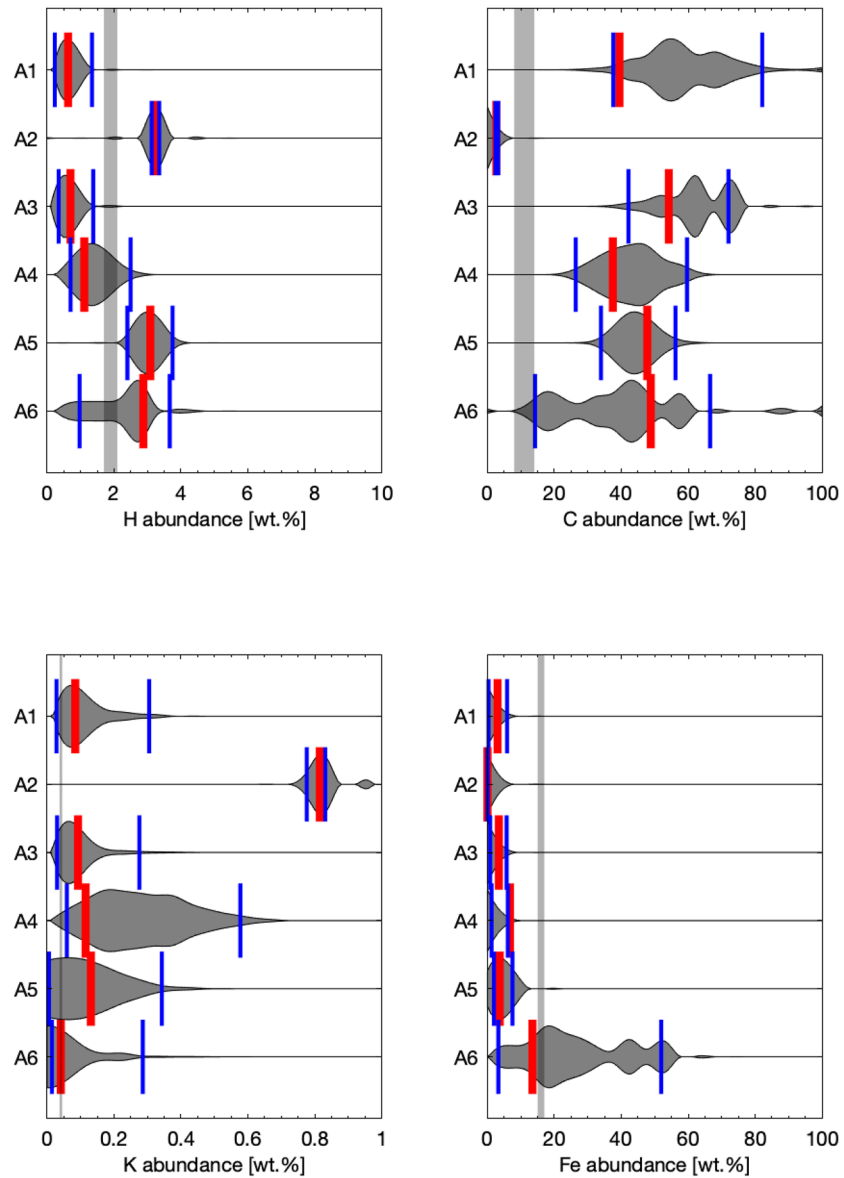 A1
A2
A3
A4
A5
A6
0 2 4 6 8 10
H abundance [wt.%]
A1
A2
A3
A4
A5
A6
0 20 40 60 80 100
C abundance [wt.%]
A1
A2
A3
A4
A5
A6
0 0.2 0.4 0.6 0.8 1
K abundance [wt.%]
A1
A2
A3
A4
A5
A6
0 20 40 60 80 100
Fe abundance [wt.%]